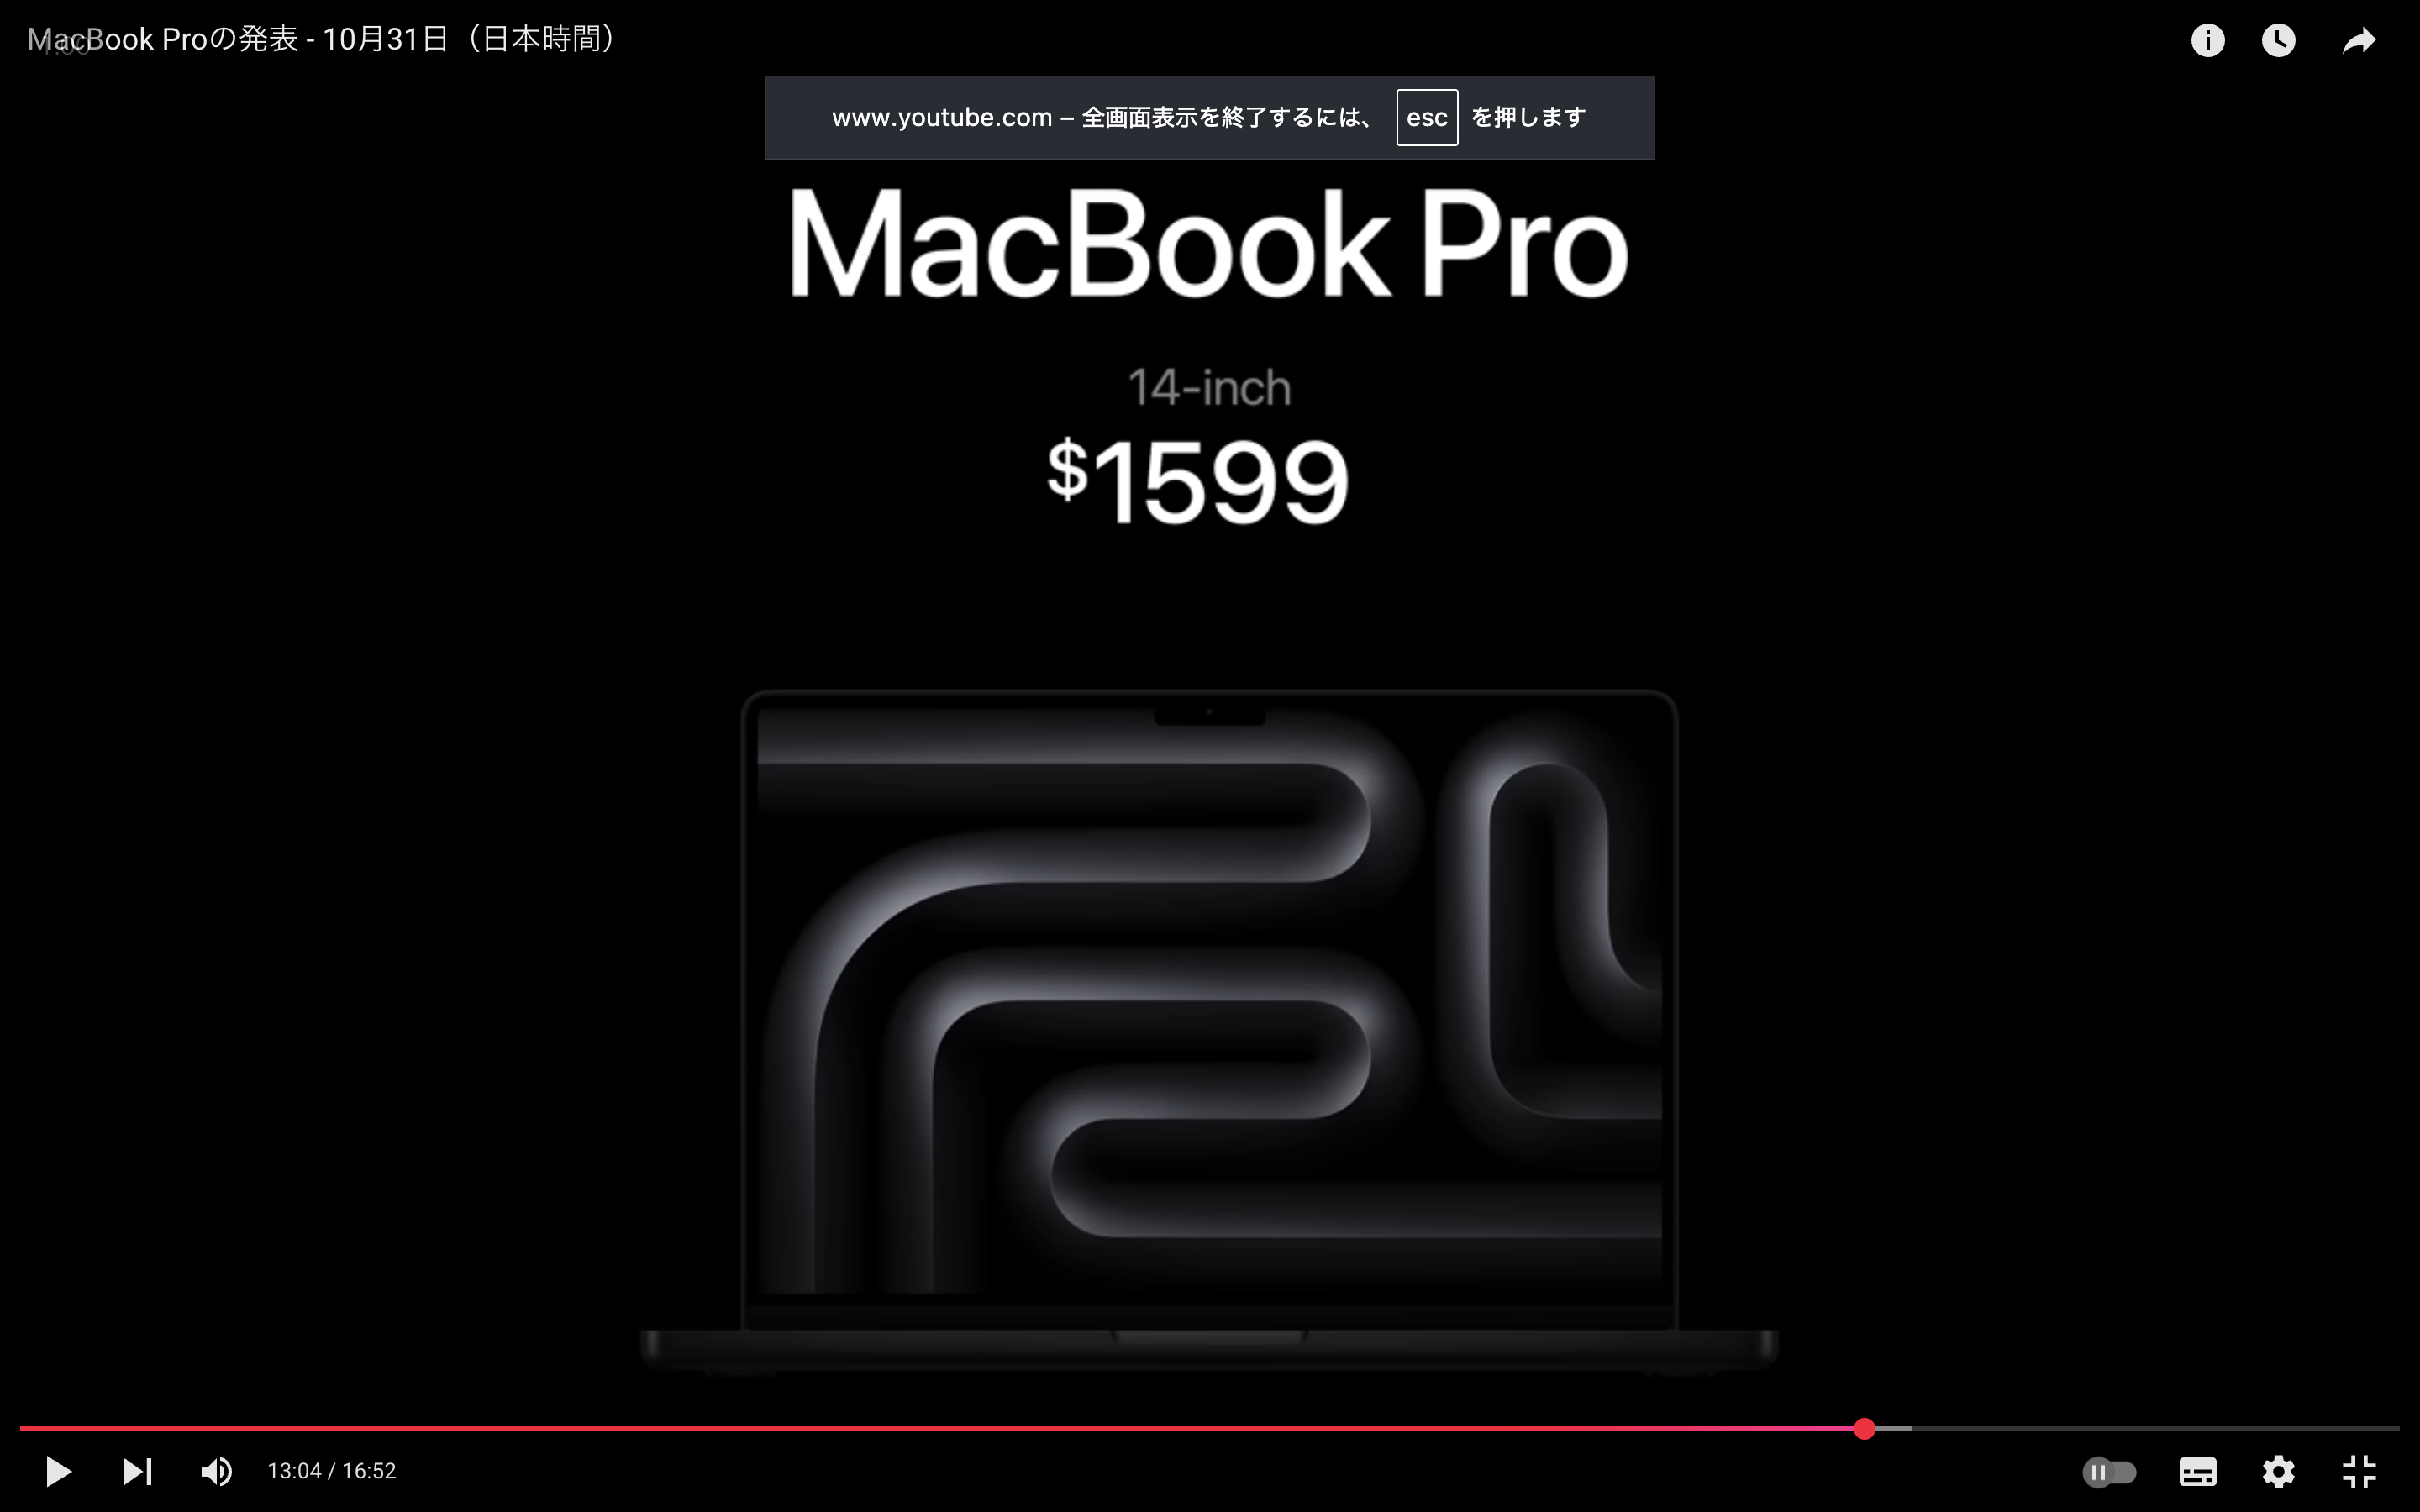 MacBook Proの発表 - 10月31日（日本時間）
www.youtube.com – 全画面表示を終了するには、 esc を押します
MacBook Pro
14-inch
$1599
13:04 / 16:52